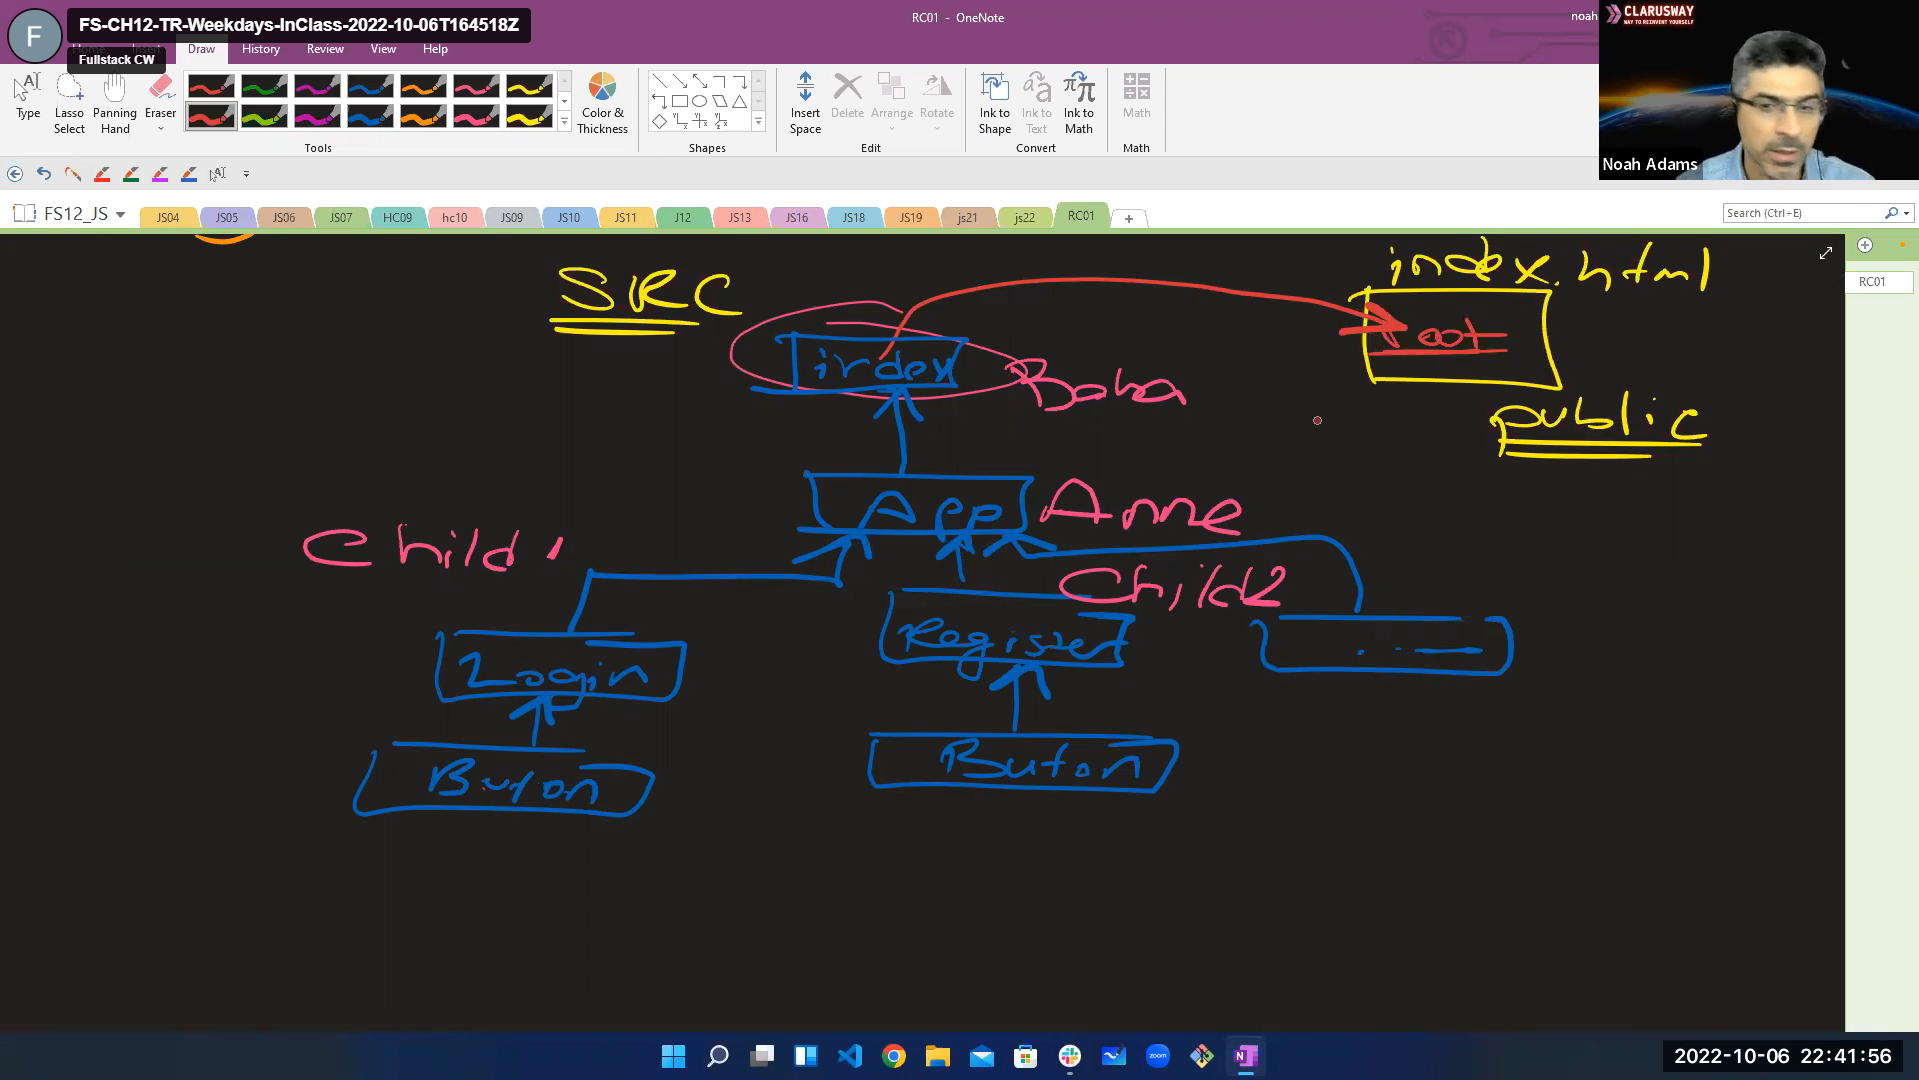 FS-CH12-TR-Weekdays-InClass-2022-10-06T164518Z
F
Fullstack CW
RC01 - OneNote
noah
CLARUSWAY
WAY TO REINVENT YOURSELF
Draw
History
Review
View
Help
Type
Lasso Select
Panning Hand
Eraser
Color & Thickness
Insert Space
Delete
Arrange
Rotate
Ink to Shape
Ink to Text
Ink to Math
Math
Tools
Shapes
Edit
Convert
Math
Noah Adams
FS12_JS
JS04
JS05
JS06
JS07
HC09
hc10
JS09
JS10
JS11
J12
JS13
JS16
JS18
JS19
js21
js22
RC01
Search (Ctrl+E)
RC01
SRC
index.html
index
root
Baba
public
App
Anne
Child 1
Child2
Register
Login
Buton
Buton
zoom
2022-10-06 22:41:56